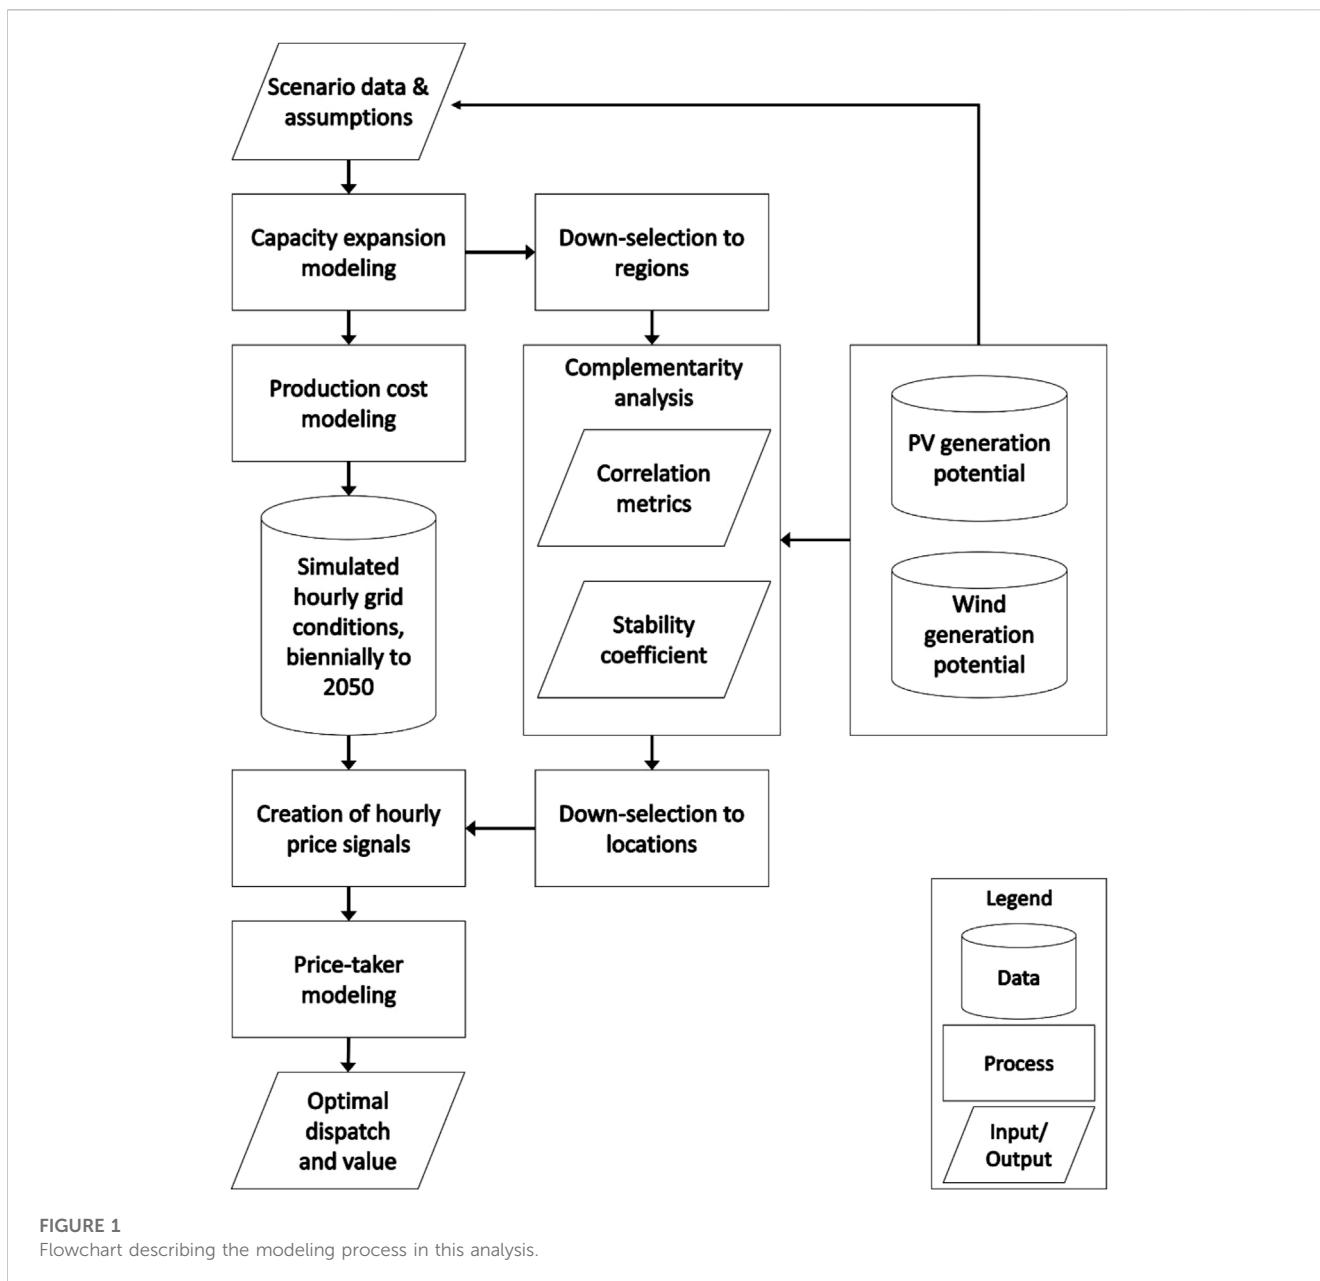 Scenario data &
assumptions
Capacity expansion
modeling
Down-selection to
regions
Production cost
modeling
Complementarity
analysis
Correlation
metrics
Stability
coefficient
PV generation
potential
Wind
generation
potential
Simulated
hourly grid
conditions,
biennially to
2050
Creation of hourly
price signals
Down-selection to
locations
Price-taker
modeling
Optimal
dispatch
and value
Legend
Data
Process
Input/
Output
FIGURE 1
Flowchart describing the modeling process in this analysis.